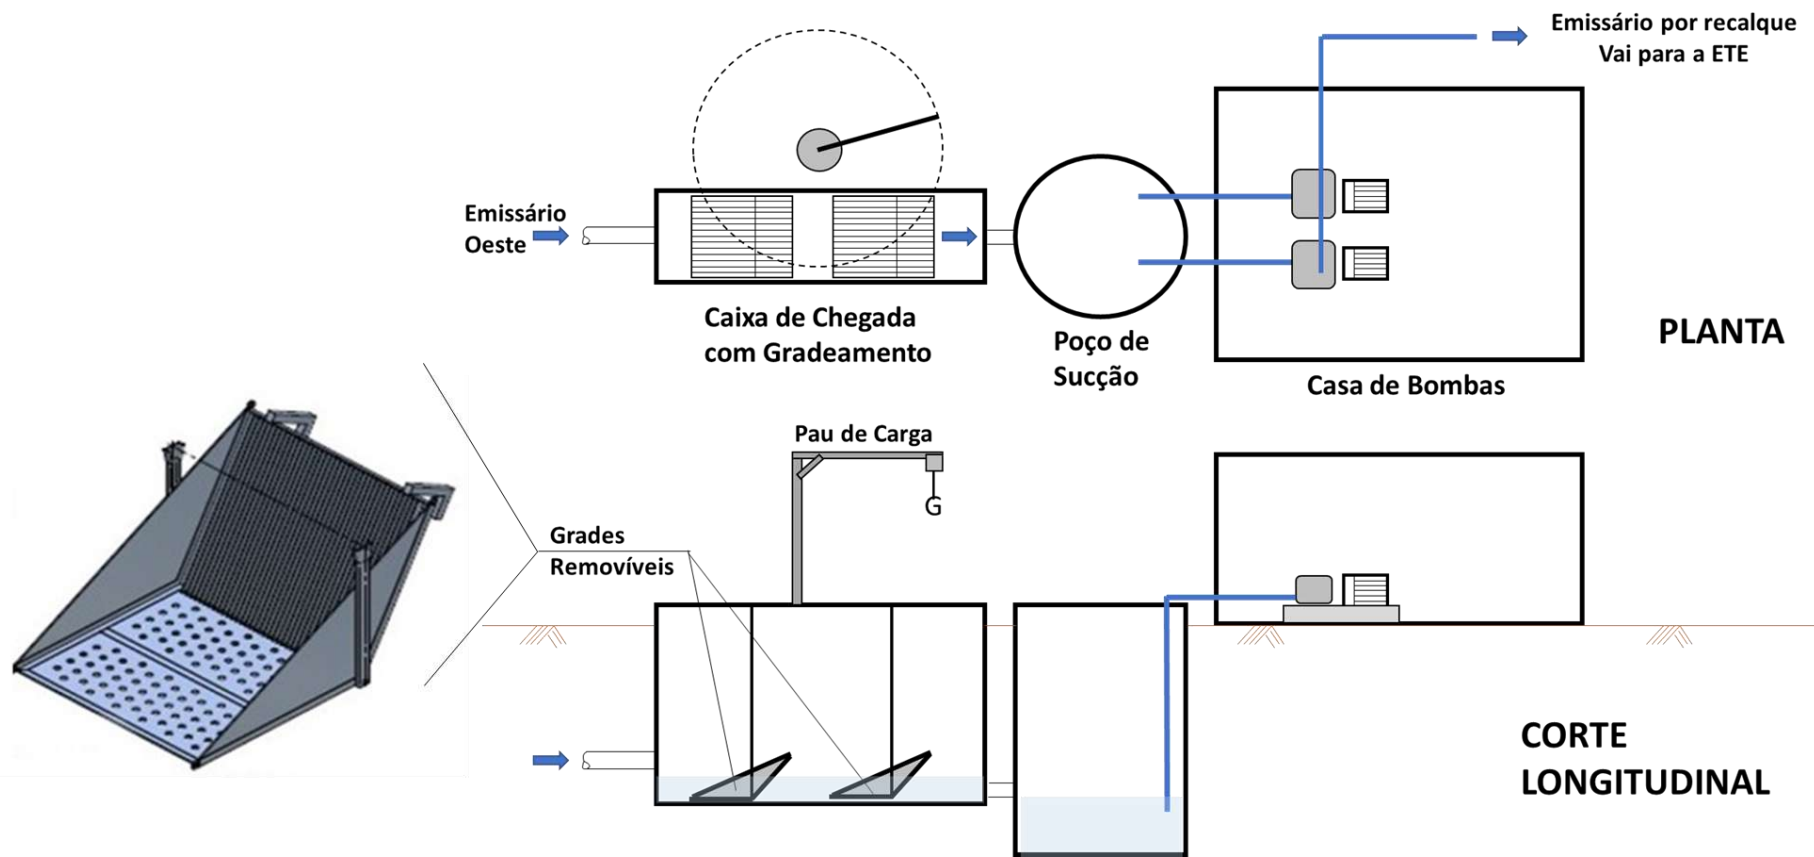 Emissário por recalque
Vai para a ETE
Emissário
Oeste
Caixa de Chegada
com Gradeamento
Poço de
Sucção
Casa de Bombas
PLANTA
Pau de Carga
G
Grades
Removíveis
CORTE
LONGITUDINAL